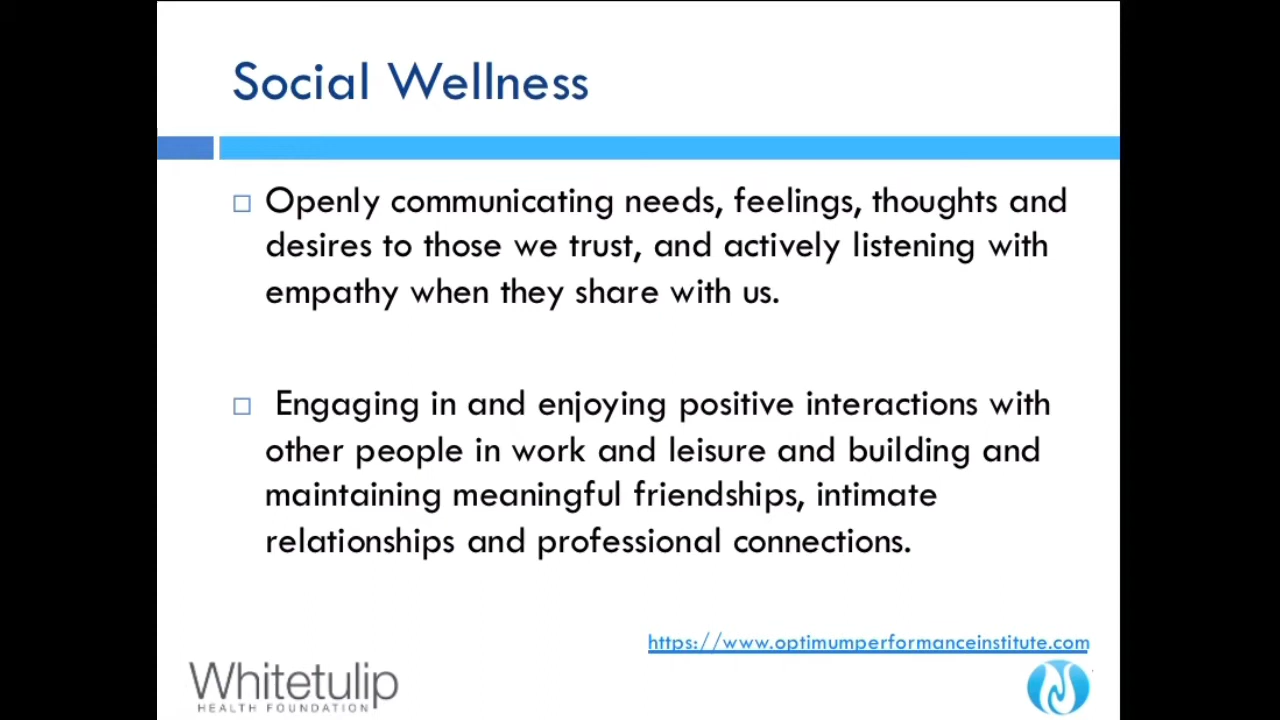 Social Wellness
Openly communicating needs, feelings, thoughts and
desires to those we trust, and actively listening with
empathy when they share with us.
Engaging in and enjoying positive interactions with
other people in work and leisure and building and
maintaining meaningful friendships, intimate
relationships and professional connections.
https://www.optimumperformanceinstitute.com
Whitetulip
HEALTH FOUNDATION